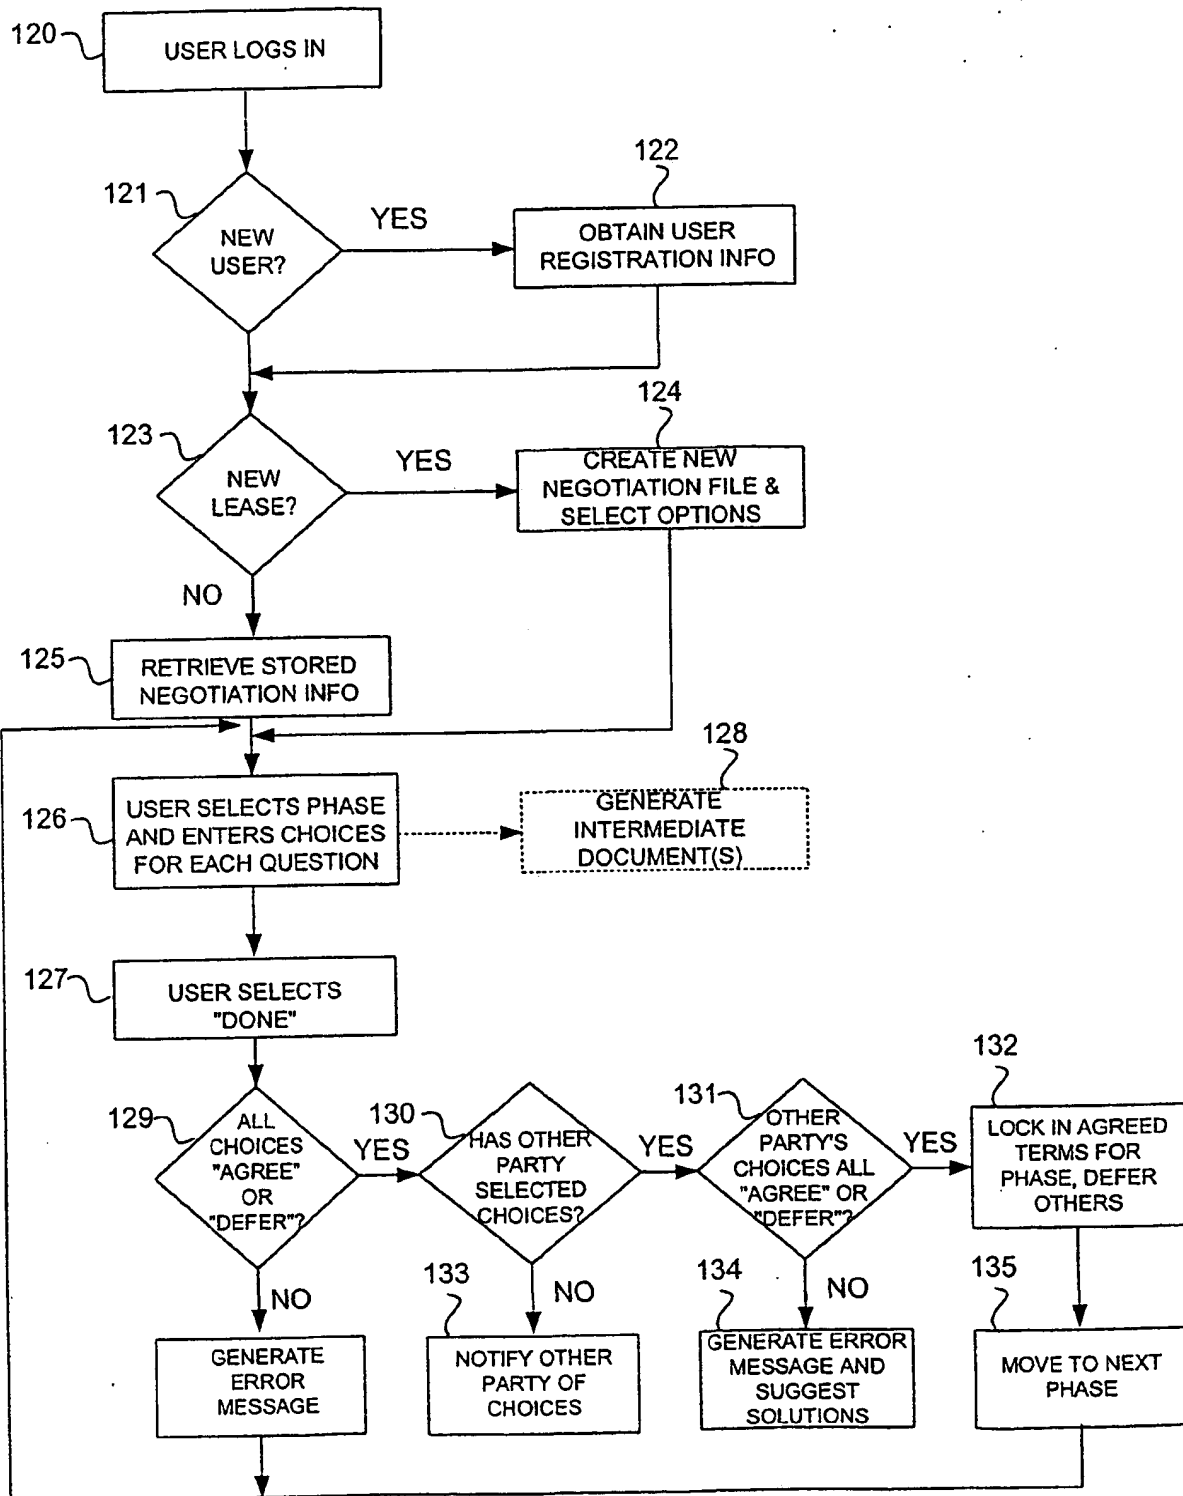 120
USER LOGS IN
121
NEW
USER?
YES
122
OBTAIN USER
REGISTRATION INFO
123
NEW
LEASE?
YES
124
CREATE NEW
NEGOTIATION FILE &
SELECT OPTIONS
NO
125
RETRIEVE STORED
NEGOTIATION INFO
126
USER SELECTS PHASE
AND ENTERS CHOICES
FOR EACH QUESTION
128
GENERATE
INTERMEDIATE
DOCUMENT(S)
127
USER SELECTS
"DONE"
129
ALL
CHOICES
"AGREE"
OR
"DEFER"?
YES
130
HAS OTHER
PARTY
SELECTED
CHOICES?
YES
131
OTHER
PARTY'S
CHOICES ALL
"AGREE" OR
"DEFER"?
YES
132
LOCK IN AGREED
TERMS FOR
PHASE, DEFER
OTHERS
NO
GENERATE
ERROR
MESSAGE
133
NO
NOTIFY OTHER
PARTY OF
CHOICES
134
NO
GENERATE ERROR
MESSAGE AND
SUGGEST
SOLUTIONS
135
MOVE TO NEXT
PHASE